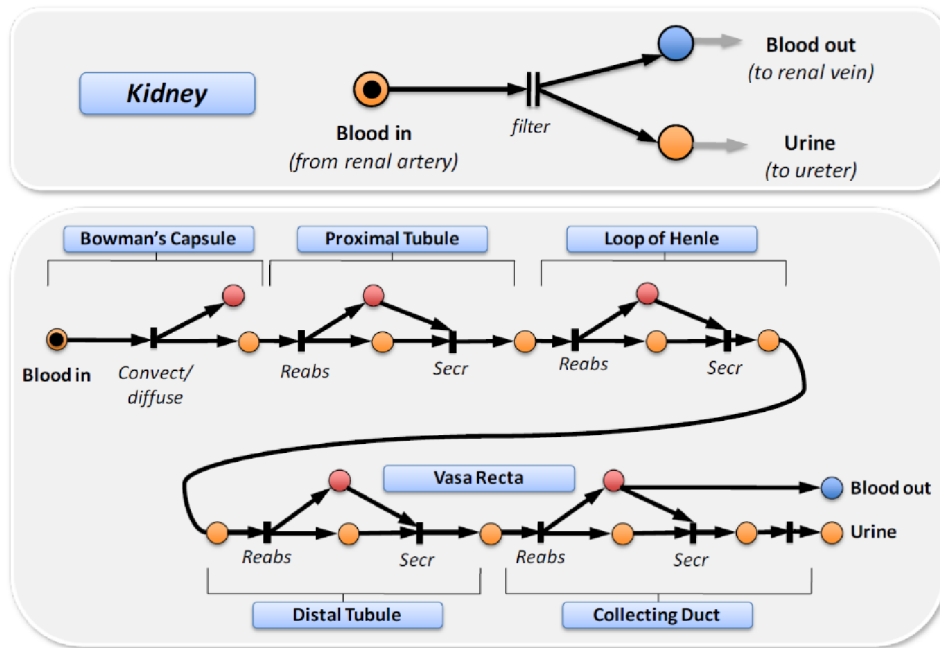 Kidney
Blood in
(from renal artery)
filter
Blood out
(to renal vein)
Urine
(to ureter)
Bowman's Capsule
Proximal Tubule
Loop of Henle
Blood in
Convect/
diffuse
Reabs
Secr
Reabs
Secr
Vasa Recta
Blood out
Urine
Reabs
Secr
Reabs
Secr
Distal Tubule
Collecting Duct